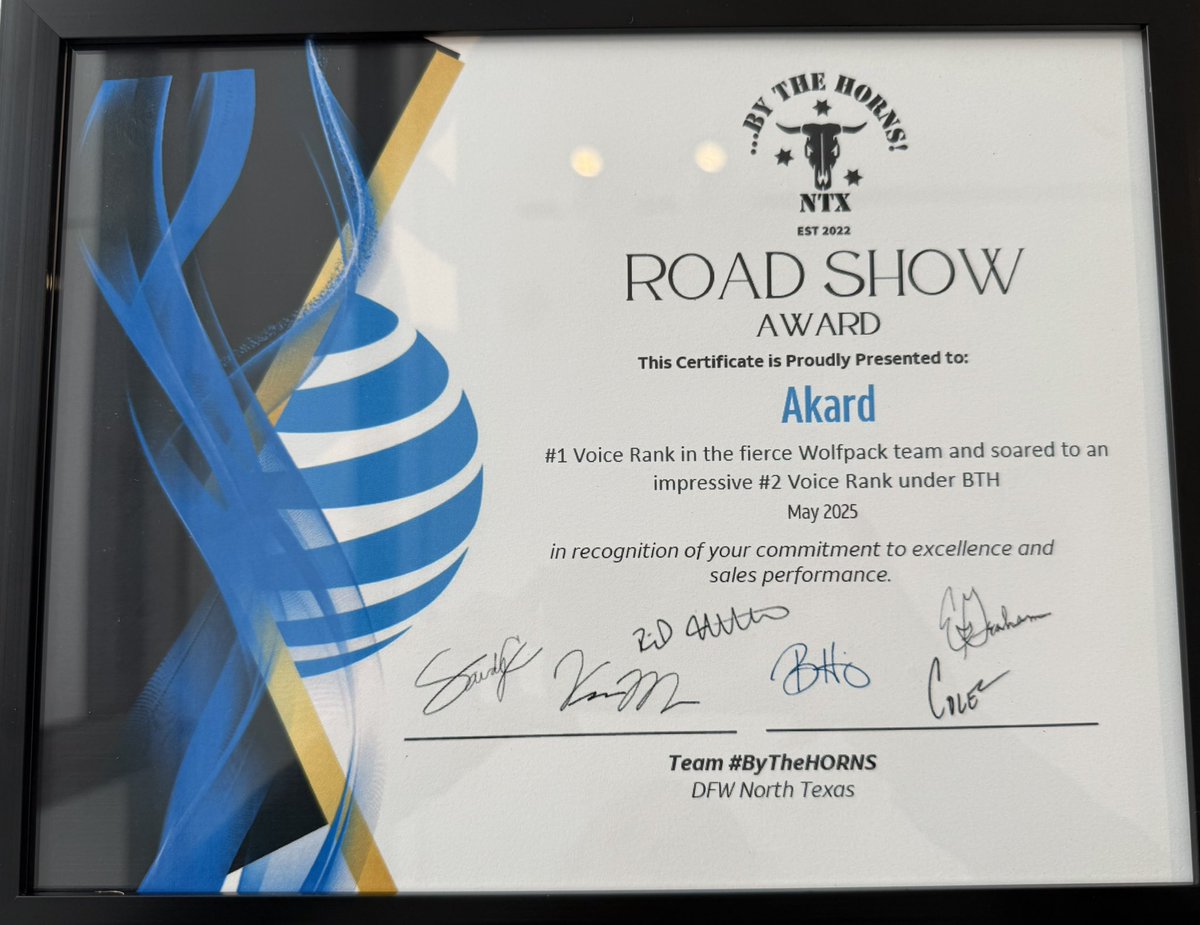 ...BY THE HORNS!
NTX
EST 2022
ROAD SHOW
AWARD
This Certificate is Proudly Presented to:
Akard
#1 Voice Rank in the fierce Wolfpack team and soared to an
impressive #2 Voice Rank under BTH
May 2025
in recognition of your commitment to excellence and
sales performance.
Graham
Cole
Team #ByTheHORNS
DFW North Texas